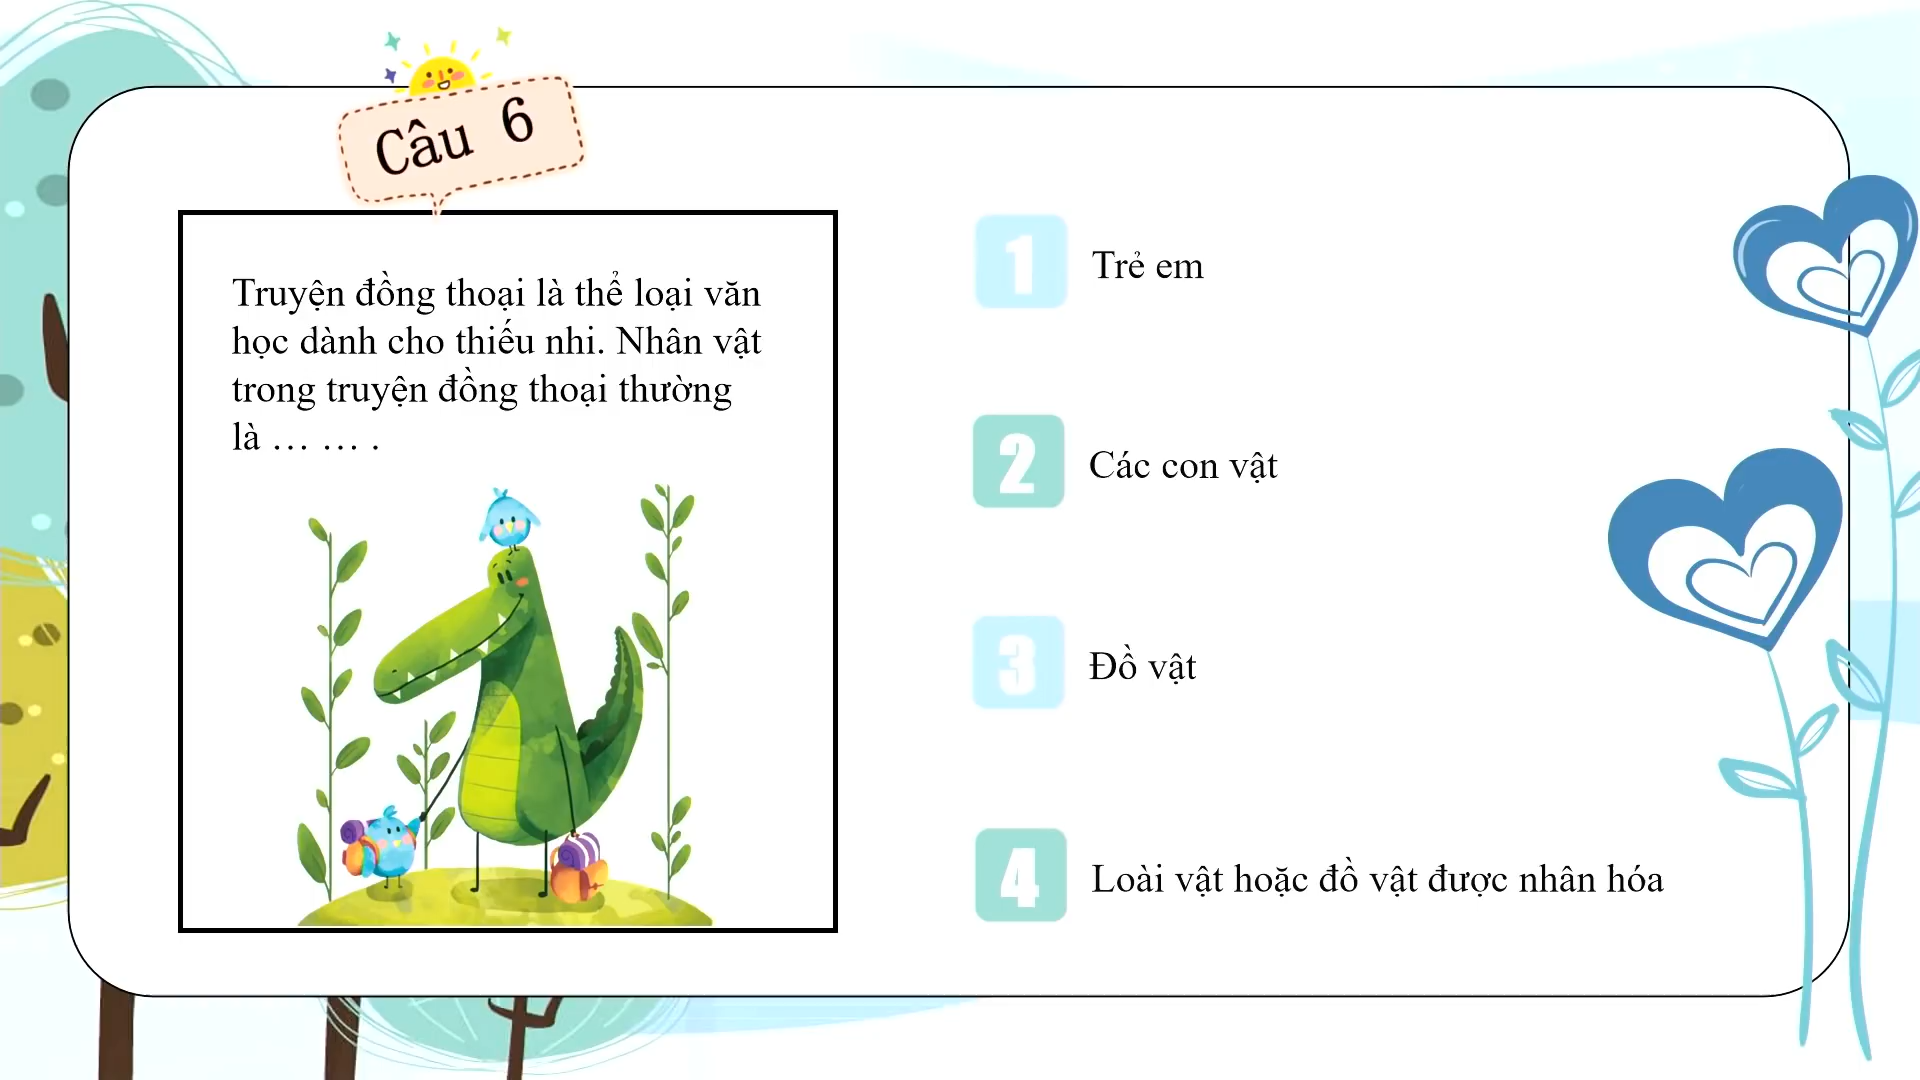 Câu 6
Truyện đồng thoại là thể loại văn
học dành cho thiếu nhi. Nhân vật
trong truyện đồng thoại thường
là ... ... .
1 Trẻ em
2 Các con vật
3 Đồ vật
4 Loài vật hoặc đồ vật được nhân hóa